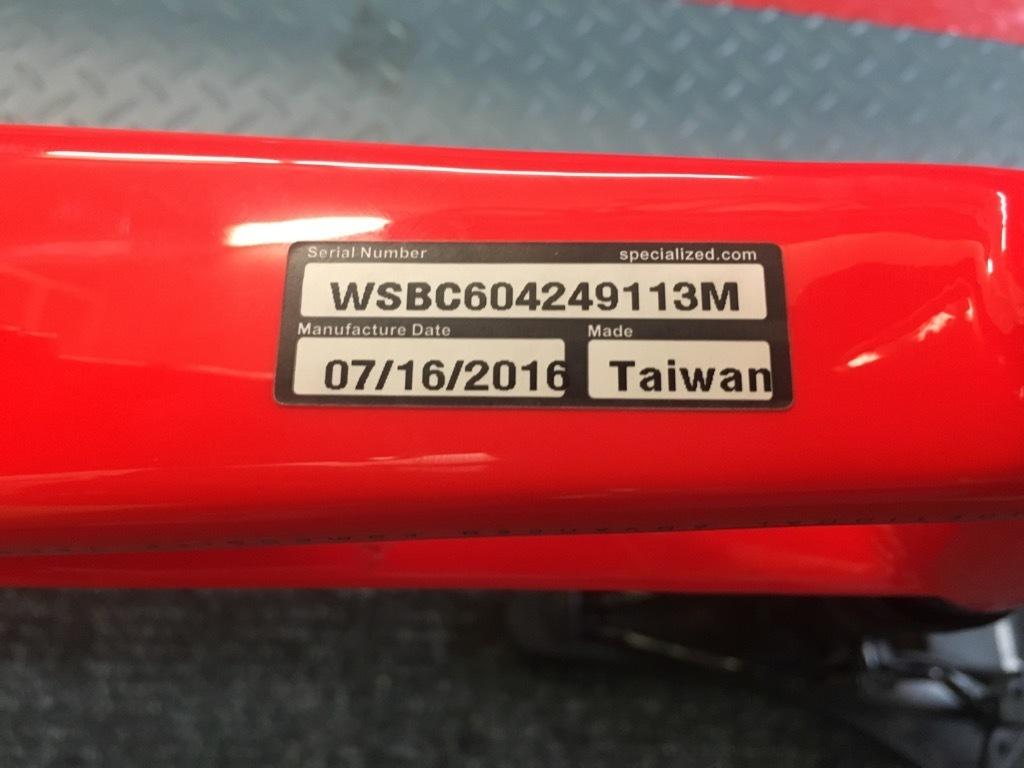 Serial Number specialized.com
WSBC604249113M
Manufacture Date Made
07/16/2016 Taiwan